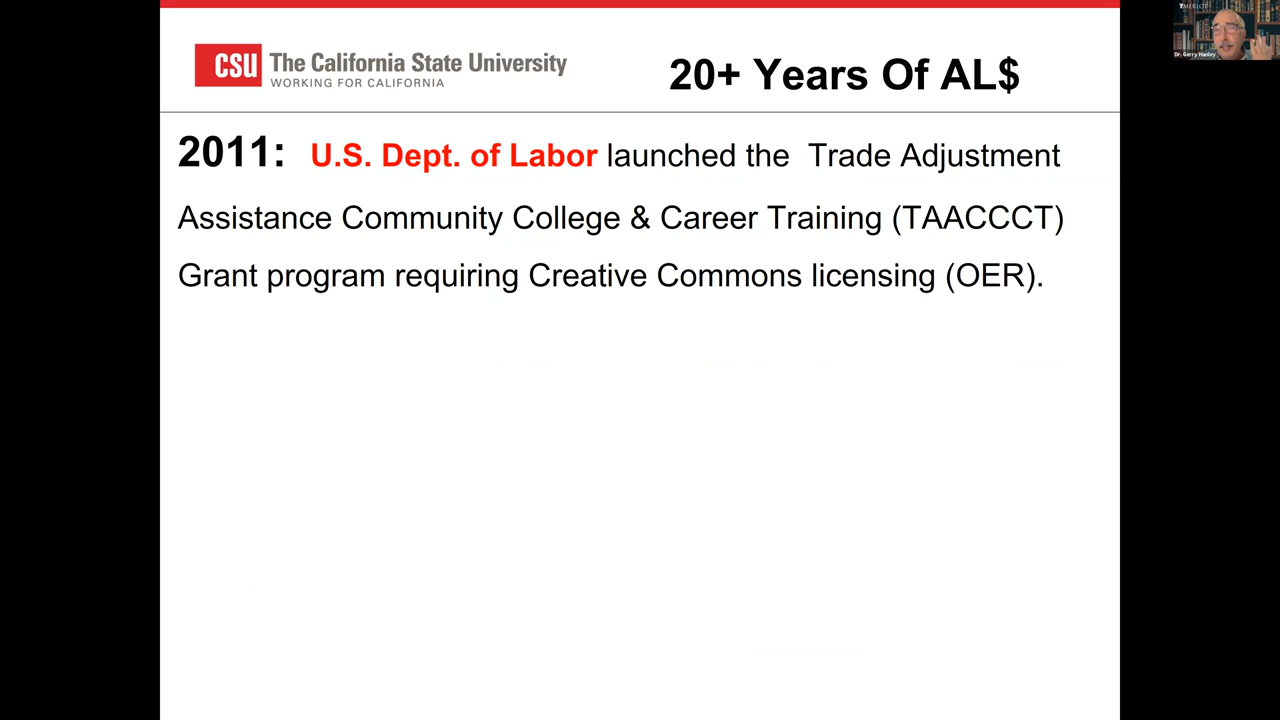 MERLOT
Dr. Gerry Hanley
CSU The California State University
WORKING FOR CALIFORNIA
20+ Years Of AL$
2011: U.S. Dept. of Labor launched the Trade Adjustment
Assistance Community College & Career Training (TAACCCT)
Grant program requiring Creative Commons licensing (OER).